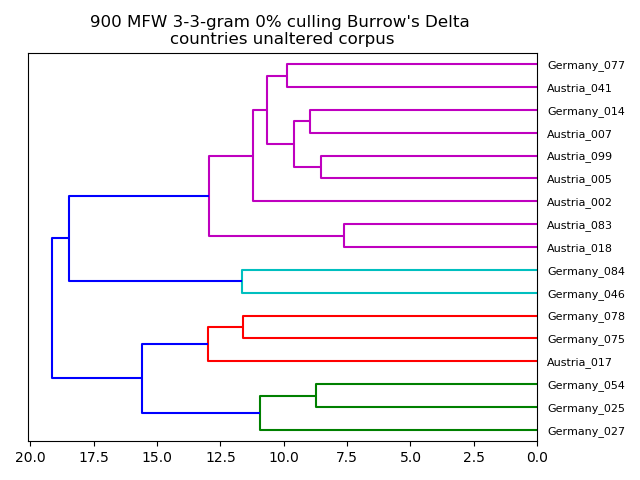 900 MFW 3-3-gram 0% culling Burrow's Delta
countries unaltered corpus
Germany_077
Austria_041
Germany_014
Austria_007
Austria_099
Austria_005
Austria_002
Austria_083
Austria_018
Germany_084
Germany_046
Germany_078
Germany_075
Austria_017
Germany_054
Germany_025
Germany_027
20.0 17.5 15.0 12.5 10.0 7.5 5.0 2.5 0.0